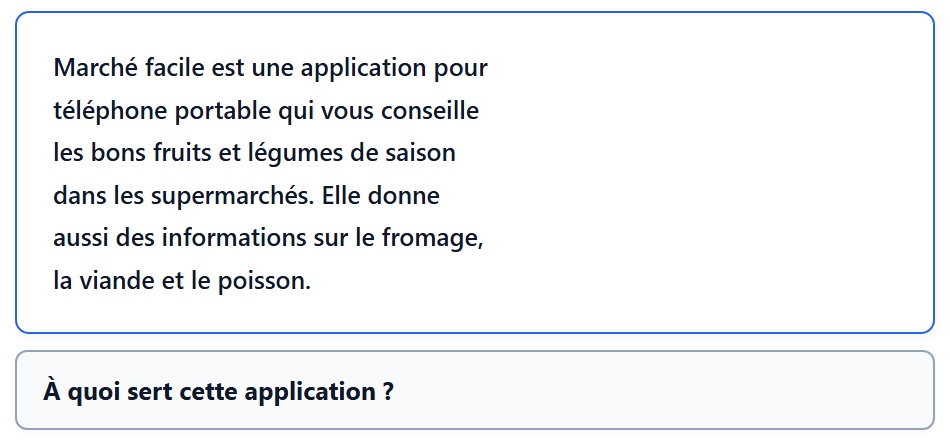 Marché facile est une application pour
téléphone portable qui vous conseille
les bons fruits et légumes de saison
dans les supermarchés. Elle donne
aussi des informations sur le fromage,
la viande et le poisson.
À quoi sert cette application ?